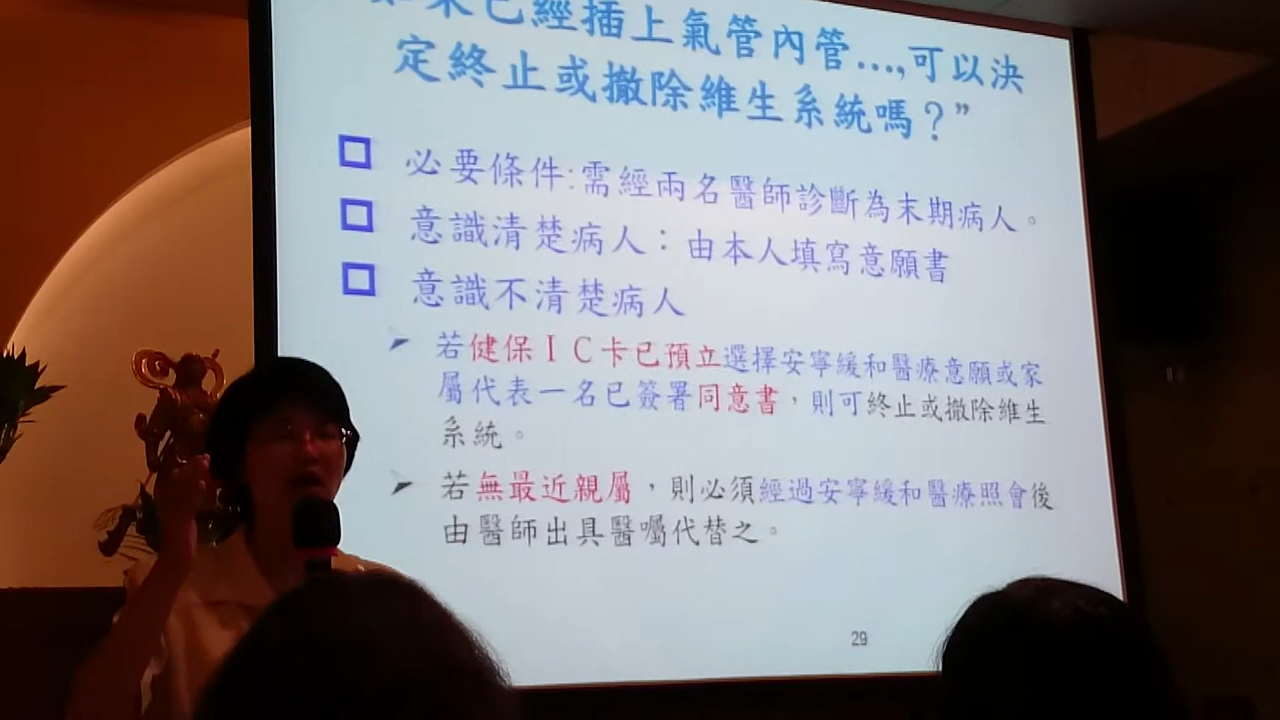 如果已經插上氣管內管…,可以決
定終止或撤除維生系統嗎？”
必要條件:需經兩名醫師診斷為末期病人。
意識清楚病人：由本人填寫意願書
意識不清楚病人
若健保ＩＣ卡已預立選擇安寧緩和醫療意願或家
屬代表一名已簽署同意書，則可終止或撤除維生
系統。
若無最近親屬，則必須經過安寧緩和醫療照會後
由醫師出具醫囑代替之。
29